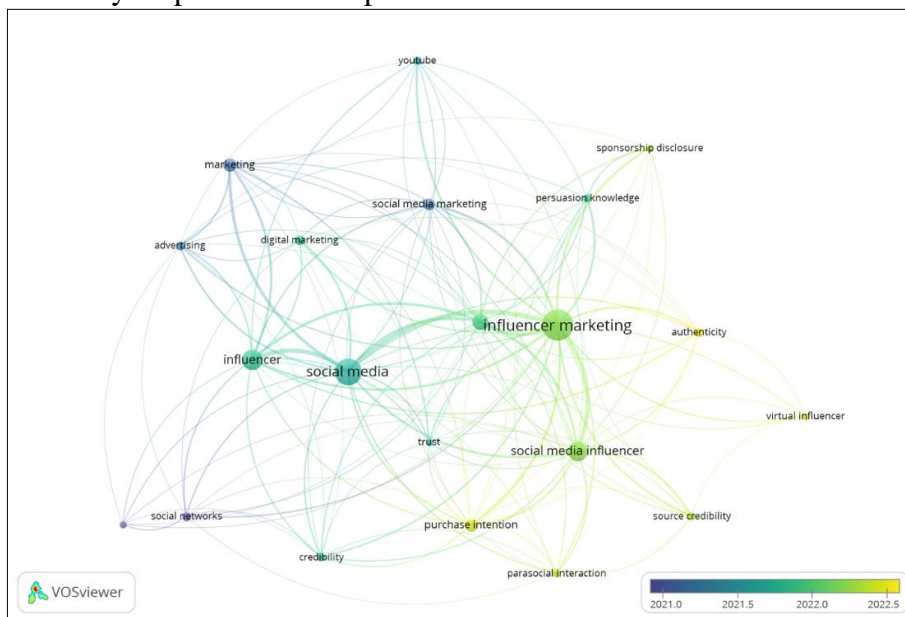 youtube
sponsorship disclosure
marketing
persuasion knowledge
social media marketing
digital marketing
advertising
influencer marketing
authenticity
influencer
social media
virtual influencer
trust
social media influencer
source credibility
social networks
purchase intention
credibility
parasocial interaction
VOSviewer
2021.0 2021.5 2022.0 2022.5